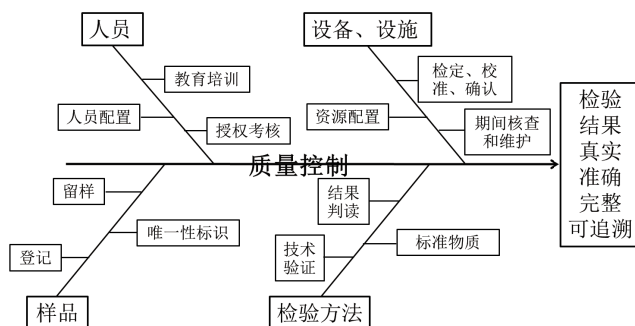 人员
设备、设施
教育培训
人员配置
授权考核
检定、校
准、确认
资源配置
期间核查
和维护
质量控制
检验
结果
真实
准确
完整
可追溯
留样
唯一性标识
登记
样品
结果
判读
技术
验证
标准物质
检验方法